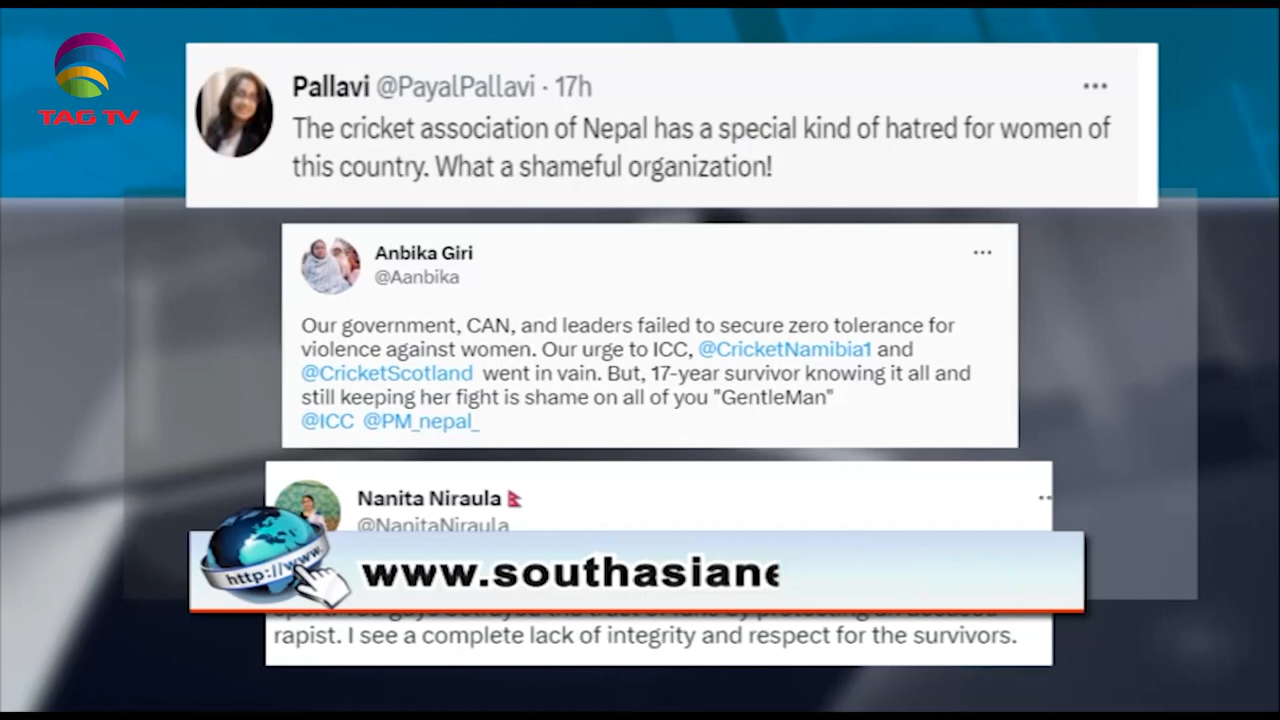 TAG TV
Pallavi @PayalPallavi · 17h
The cricket association of Nepal has a special kind of hatred for women of
this country. What a shameful organization!
Anbika Giri
@Aanbika
Our government, CAN, and leaders failed to secure zero tolerance for
violence against women. Our urge to ICC, @CricketNamibia1 and
@CricketScotland went in vain. But, 17-year survivor knowing it all and
still keeping her fight is shame on all of you "GentleMan"
@ICC @PM_nepal_
Nanita Niraula
@NanitaNiraula
http://www.
www.southasiane
rapist. I see a complete lack of integrity and respect for the survivors.